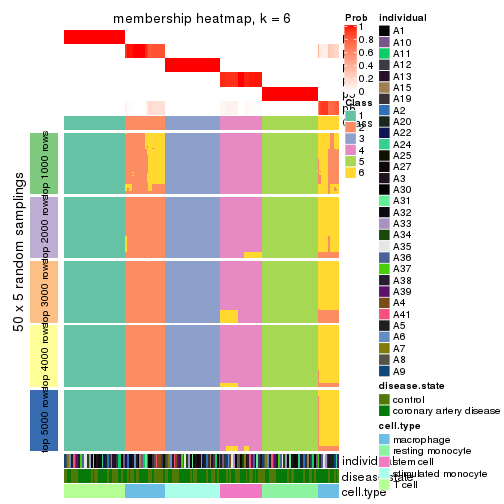 membership heatmap, k = 6
50 x 5 random samplings
top 1000 rows
top 2000 rows
top 3000 rows
top 4000 rows
top 5000 rows
individual
disease.state
cell.type
Prob
1
0.8
0.6
0.4
0.2
0
Class
1
2
3
4
5
6
individual
A1
A10
A11
A12
A13
A15
A19
A2
A20
A22
A24
A25
A27
A3
A30
A31
A32
A33
A34
A35
A36
A37
A38
A39
A4
A41
A5
A6
A7
A8
A9
disease.state
control
coronary artery disease
cell.type
macrophage
resting monocyte
stem cell
stimulated monocyte
T cell